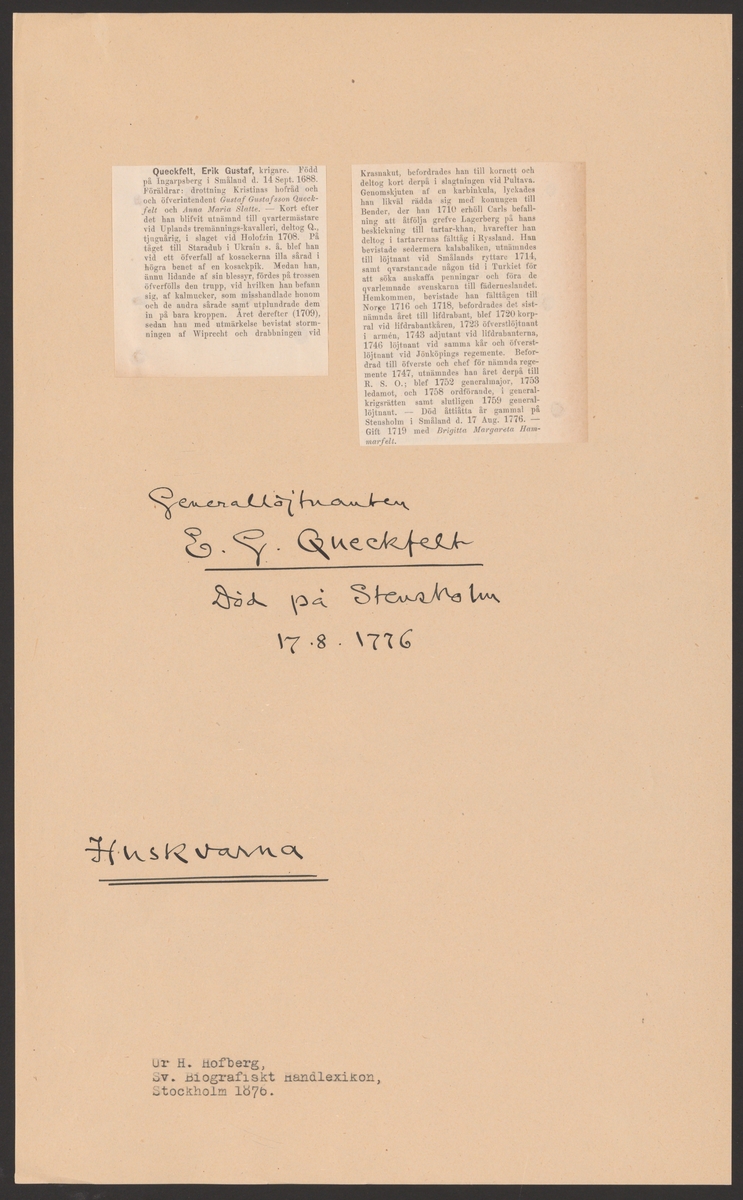 Queckfelt, Erik Gustaf, krigare. Född
på Ingarpsberg i Småland d. 14 Sept. 1688.
Föräldrar: drottning Kristinas hofråd och
och öfverintendent Gustaf Gustafsson Queck-
felt och Anna Maria Slatte. — Kort efter
det han blifvit utnämnd till qvartermästare
vid Uplands tremännings-kavalleri, deltog Q.,
tjuguårig, i slaget vid Holofzin 1708. På
tåget till Staradub i Ukrain s. å. blef han
vid ett öfverfall af kossackerna illa sårad i
högra benet af en kossackpik. Medan han,
ännu lidande af sin blessyr, fördes på trossen
öfverfölls den trupp, vid hvilken han befann
sig, af kalmucker, som misshandlade honom
och de andra sårade samt utplundrade dem
in på bara kroppen. Året derefter (1709),
sedan han med utmärkelse bevistat storm-
ningen af Wiprecht och drabbningen vid
Krasnakut, befordrades han till kornett och
deltog kort derpå i slagtningen vid Pultava.
Genomskjuten af en karbinkula, lyckades
han likväl rädda sig med konungen till
Bender, der han 1710 erhöll Carls befall-
ning att åtfölja grefve Lagerberg på hans
beskickning till tartar-khan, hvarefter han
deltog i tartarernas fälttåg i Ryssland. Han
bevistade sedermera kalabaliken, utnämndes
till löjtnant vid Smålands ryttare 1714,
samt qvarstannade någon tid i Turkiet för
att söka anskaffa penningar och föra de
qvarlemnade svenskarna till fäderneslandet.
Hemkommen, bevistade han fälttågen till
Norge 1716 och 1718, befordrades det sist-
nämnda året till lifdrabant, blef 1720 korp-
ral vid lifdrabantkåren, 1723 öfverstlöjtnant
i armén, 1743 adjutant vid lifdrabanterna,
1746 löjtnant vid samma kår och öfverst-
löjtnant vid Jönköpings regemente. Befor-
drad till öfverste och chef för nämnda rege-
mente 1747, utnämndes han året derpå till
R. S. O.; blef 1752 generalmajor, 1753
ledamot, och 1758 ordförande, i general-
krigsrätten samt slutligen 1759 general-
löjtnant. — Död åttiåtta år gammal på
Stensholm i Småland d. 17 Aug. 1776. —
Gift 1719 med Brigitta Margareta Ham-
marfelt.
Generallöjtnanten
E. G. Queckfelt
Död på Stensholm
17.8. 1776
Huskvarna
Ur H. Hofberg,
Sv. Biografiskt Handlexikon,
Stockholm 1876.